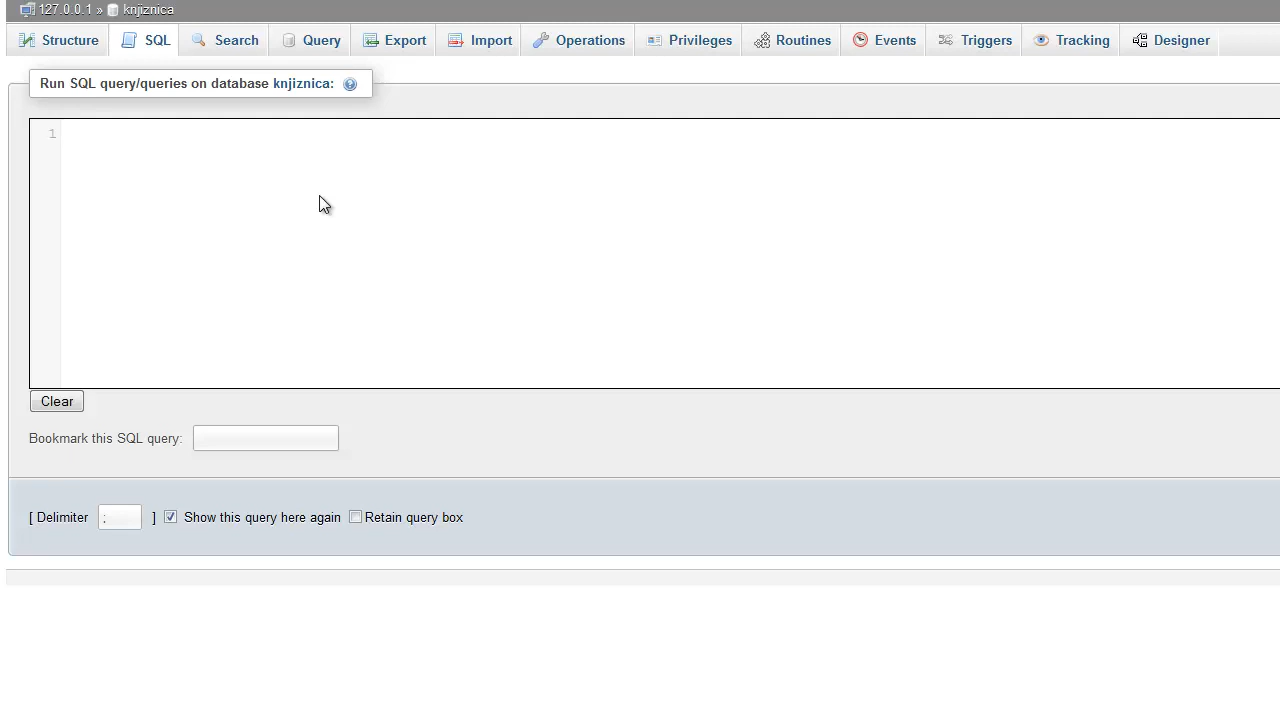 127.0.0.1 » knjiznica
Structure SQL Search Query Export Import Operations Privileges Routines Events Triggers Tracking Designer
Run SQL query/queries on database knjiznica:
1
Clear
Bookmark this SQL query:
[ Delimiter ; ] Show this query here again Retain query box